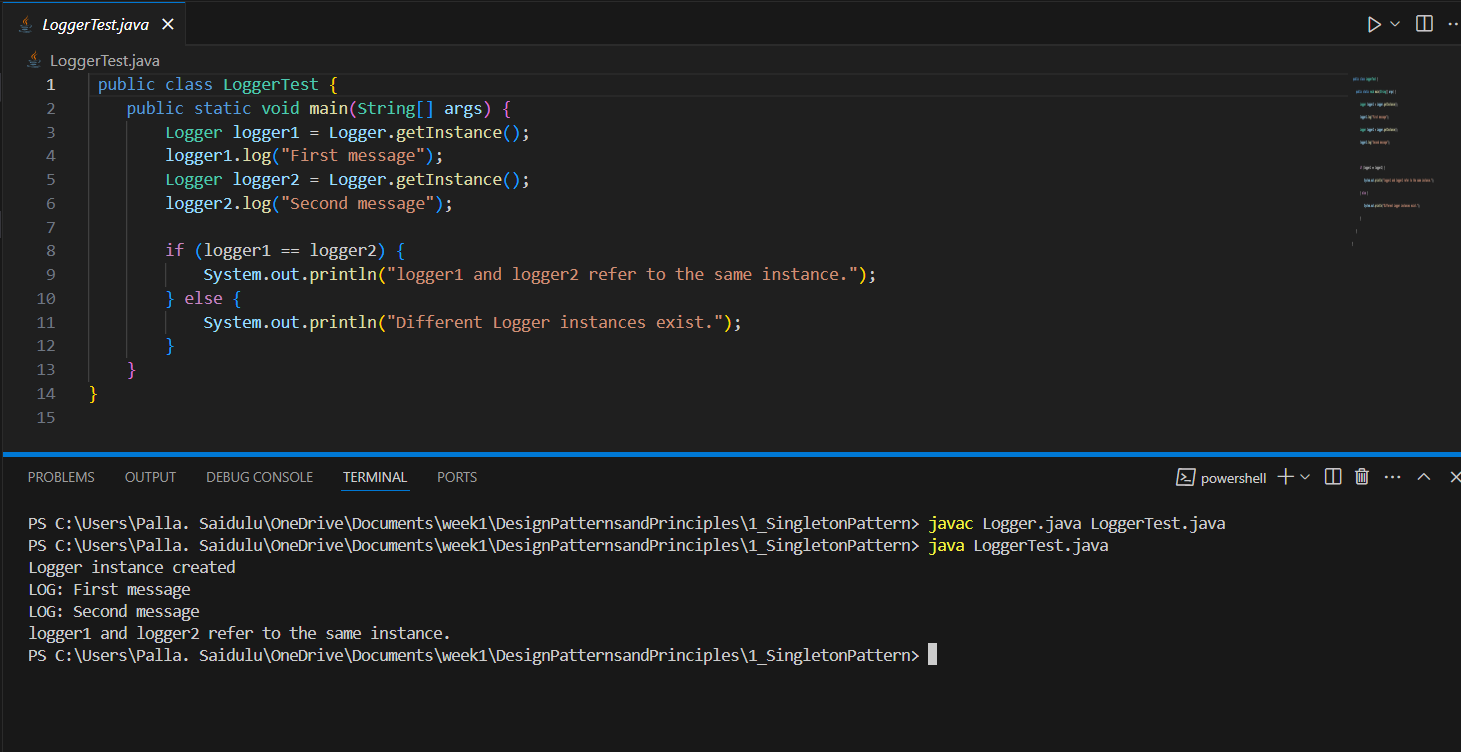 LoggerTest.java
LoggerTest.java
1 public class LoggerTest {
2     public static void main(String[] args) {
3         Logger logger1 = Logger.getInstance();
4         logger1.log("First message");
5         Logger logger2 = Logger.getInstance();
6         logger2.log("Second message");
7
8         if (logger1 == logger2) {
9             System.out.println("logger1 and logger2 refer to the same instance.");
10         } else {
11             System.out.println("Different Logger instances exist.");
12         }
13     }
14 }
15
PROBLEMS OUTPUT DEBUG CONSOLE TERMINAL PORTS powershell
PS C:\Users\Palla. Saidulu\OneDrive\Documents\week1\DesignPatternsandPrinciples\1_SingletonPattern> javac Logger.java LoggerTest.java
PS C:\Users\Palla. Saidulu\OneDrive\Documents\week1\DesignPatternsandPrinciples\1_SingletonPattern> java LoggerTest.java
Logger instance created
LOG: First message
LOG: Second message
logger1 and logger2 refer to the same instance.
PS C:\Users\Palla. Saidulu\OneDrive\Documents\week1\DesignPatternsandPrinciples\1_SingletonPattern>